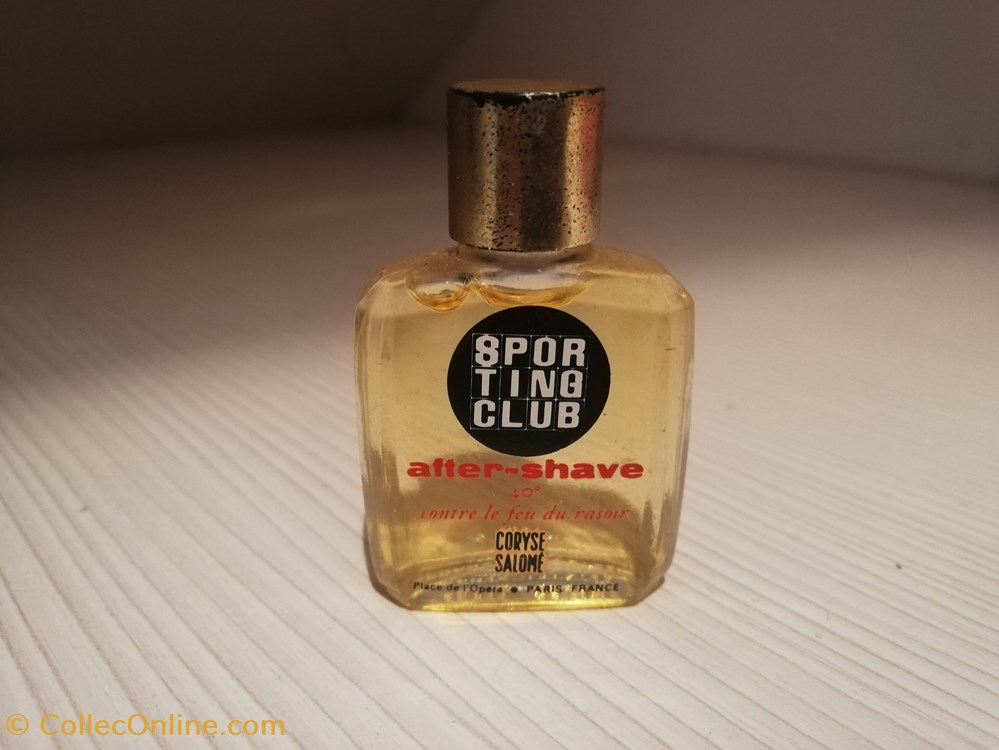 SPOR
TING
CLUB
after-shave
40°
contre le feu du rasoir
CORYSE
SALOMÉ
Place de l'Opéra ● PARIS FRANCE
© CollecOnline.com